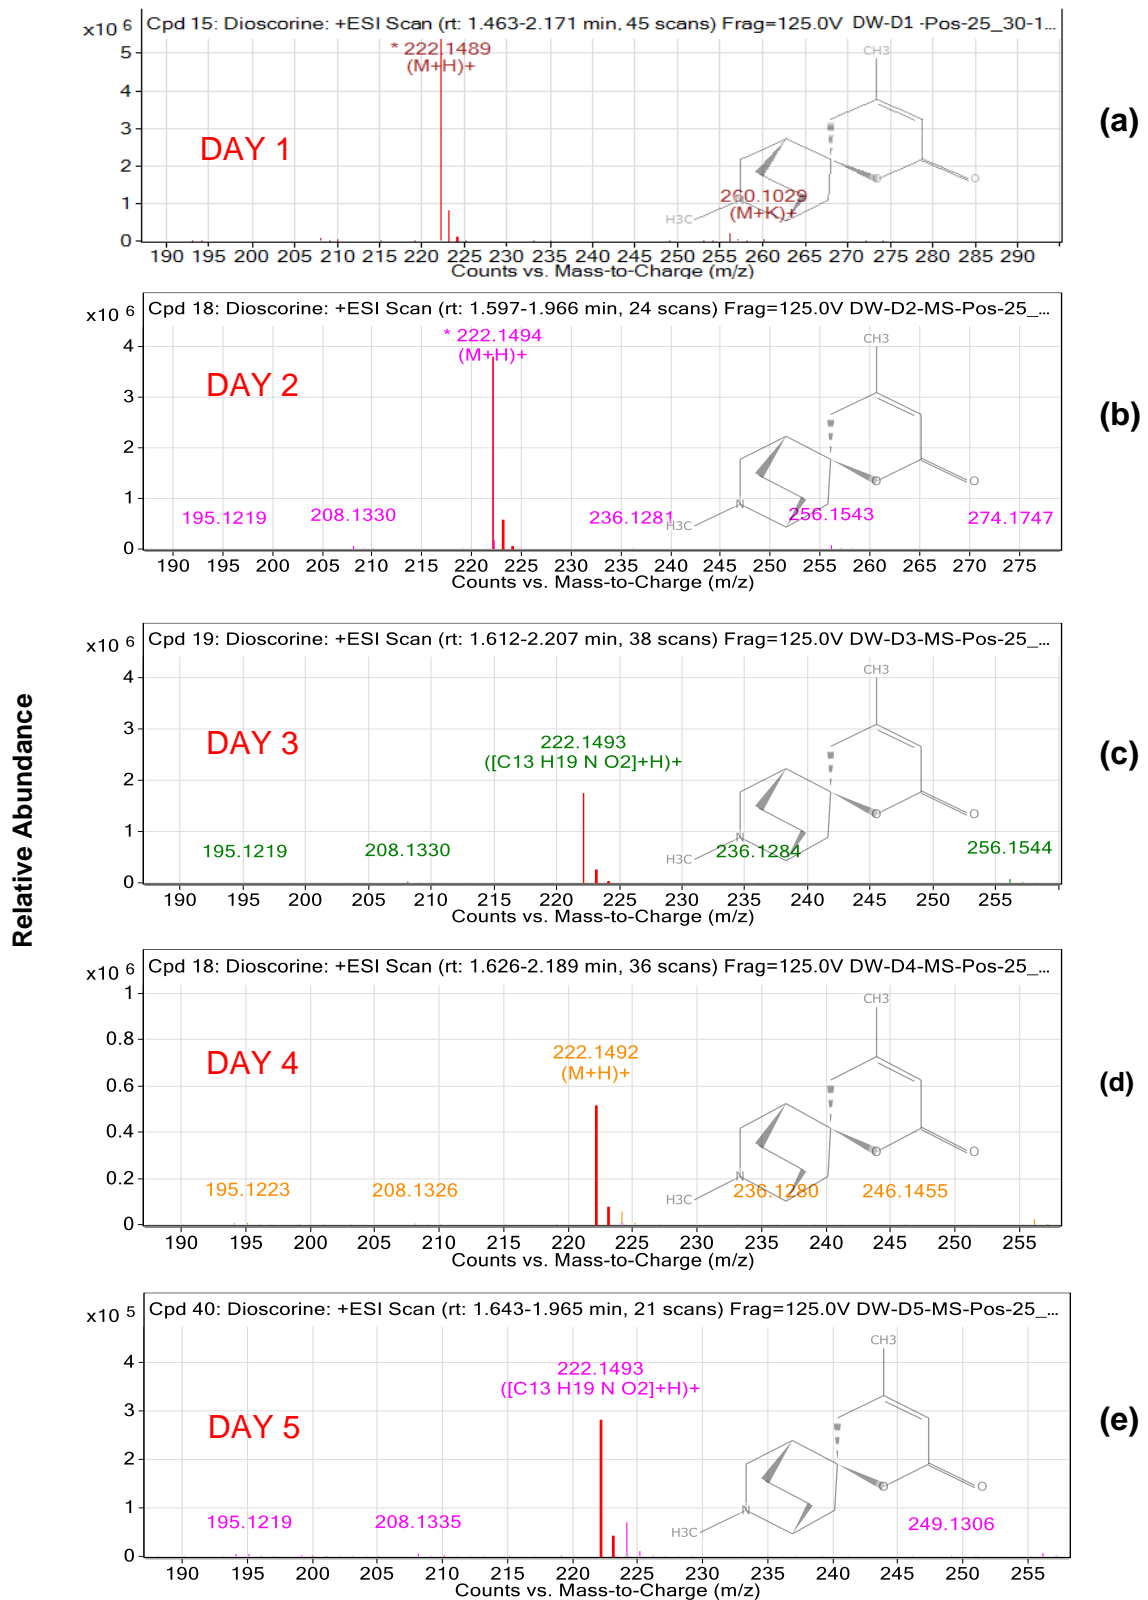 Relative Abundance
Cpd 15: Dioscorine: +ESI Scan (rt: 1.463-2.171 min, 45 scans) Frag=125.0V DW-D1 -Pos-25_30-1...
x10 6
* 222.1489
(M+H)+
CH3
5
4
3
2
1
0
DAY 1
(a)
260.1029
(M+K)+
N
H3C
O
O
190 195 200 205 210 215 220 225 230 235 240 245 250 255 260 265 270 275 280 285 290
Counts vs. Mass-to-Charge (m/z)
Cpd 18: Dioscorine: +ESI Scan (rt: 1.597-1.966 min, 24 scans) Frag=125.0V DW-D2-MS-Pos-25_...
x10 6
* 222.1494
(M+H)+
CH3
4
3
2
1
0
DAY 2
(b)
195.1219 208.1330 236.1281 256.1543 274.1747
N
H3C
O
O
190 195 200 205 210 215 220 225 230 235 240 245 250 255 260 265 270 275
Counts vs. Mass-to-Charge (m/z)
Cpd 19: Dioscorine: +ESI Scan (rt: 1.612-2.207 min, 38 scans) Frag=125.0V DW-D3-MS-Pos-25_...
x10 6
CH3
4
3
2
1
0
DAY 3
222.1493
([C13 H19 N O2]+H)+
(c)
195.1219 208.1330 236.1284 256.1544
N
H3C
O
O
190 195 200 205 210 215 220 225 230 235 240 245 250 255
Counts vs. Mass-to-Charge (m/z)
Cpd 18: Dioscorine: +ESI Scan (rt: 1.626-2.189 min, 36 scans) Frag=125.0V DW-D4-MS-Pos-25_...
x10 6
CH3
1
0.8
0.6
0.4
0.2
0
DAY 4
222.1492
(M+H)+
(d)
195.1223 208.1326 236.1280 246.1455
N
H3C
O
O
190 195 200 205 210 215 220 225 230 235 240 245 250 255
Counts vs. Mass-to-Charge (m/z)
Cpd 40: Dioscorine: +ESI Scan (rt: 1.643-1.965 min, 21 scans) Frag=125.0V DW-D5-MS-Pos-25_...
x10 5
CH3
4
3
2
1
0
DAY 5
222.1493
([C13 H19 N O2]+H)+
(e)
195.1219 208.1335 249.1306
N
H3C
O
O
190 195 200 205 210 215 220 225 230 235 240 245 250 255
Counts vs. Mass-to-Charge (m/z)